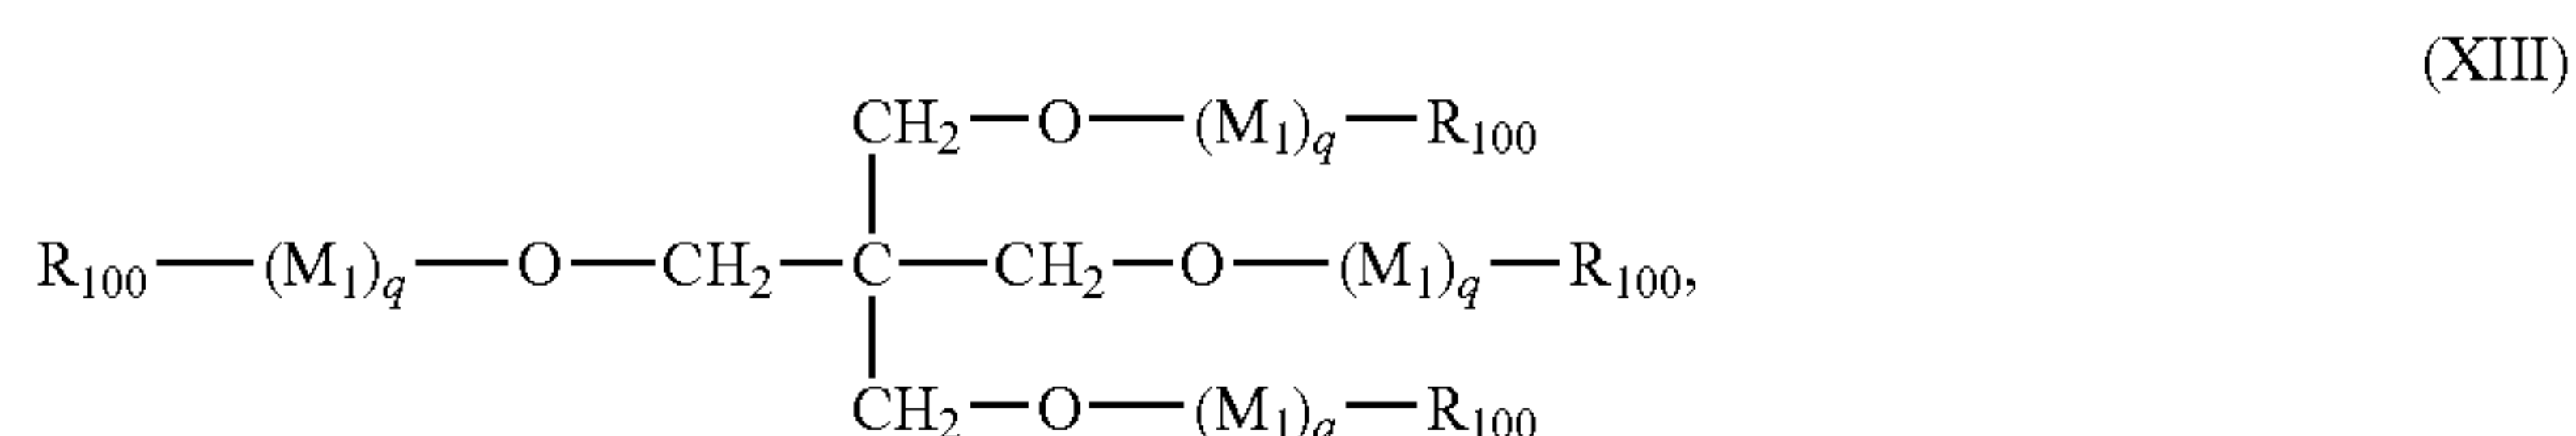 (XIII)
CH₂—O—(M₁)q—R₁₀₀
R₁₀₀—(M₁)q—O—CH₂—C—CH₂—O—(M₁)q—R₁₀₀,
CH₂—O—(M₁)q—R₁₀₀